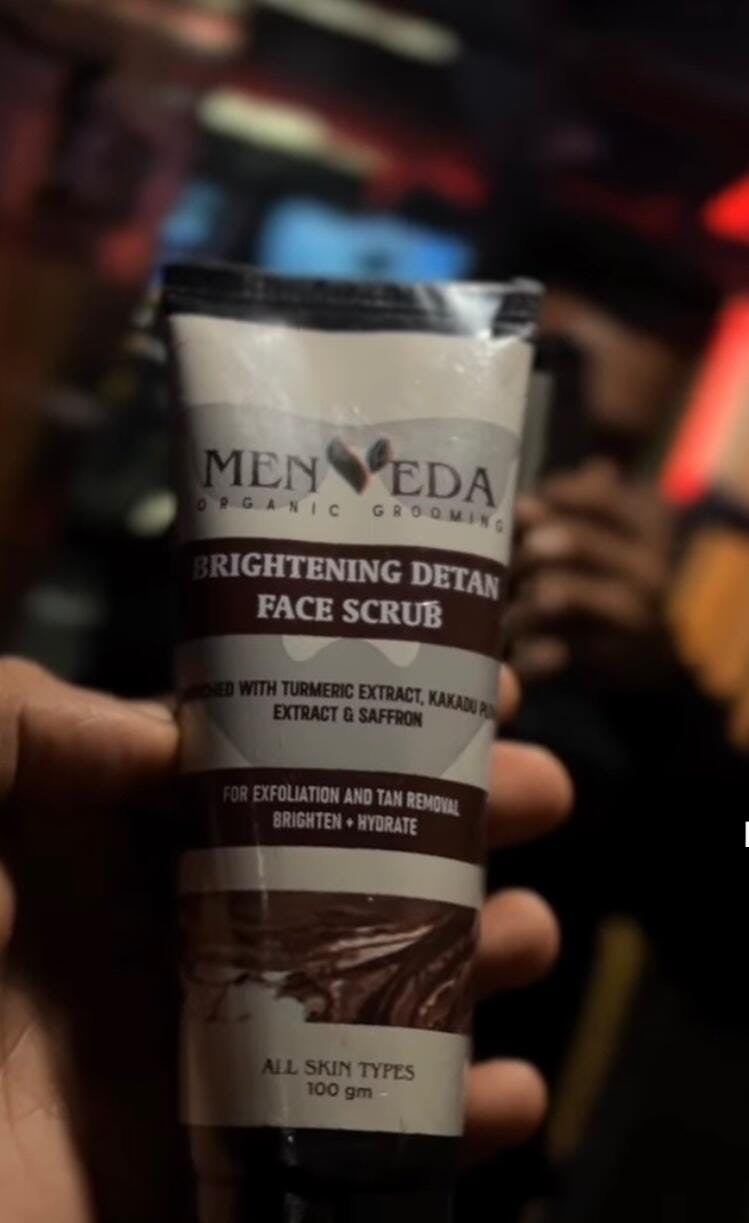 MEN VEDA
ORGANIC GROOMING
BRIGHTENING DETAN
FACE SCRUB
WITH TURMERIC EXTRACT, KAKADU
EXTRACT & SAFFRON
FOR EXFOLIATION AND TAN REMOVAL
BRIGHTEN + HYDRATE
ALL SKIN TYPES
100 gm